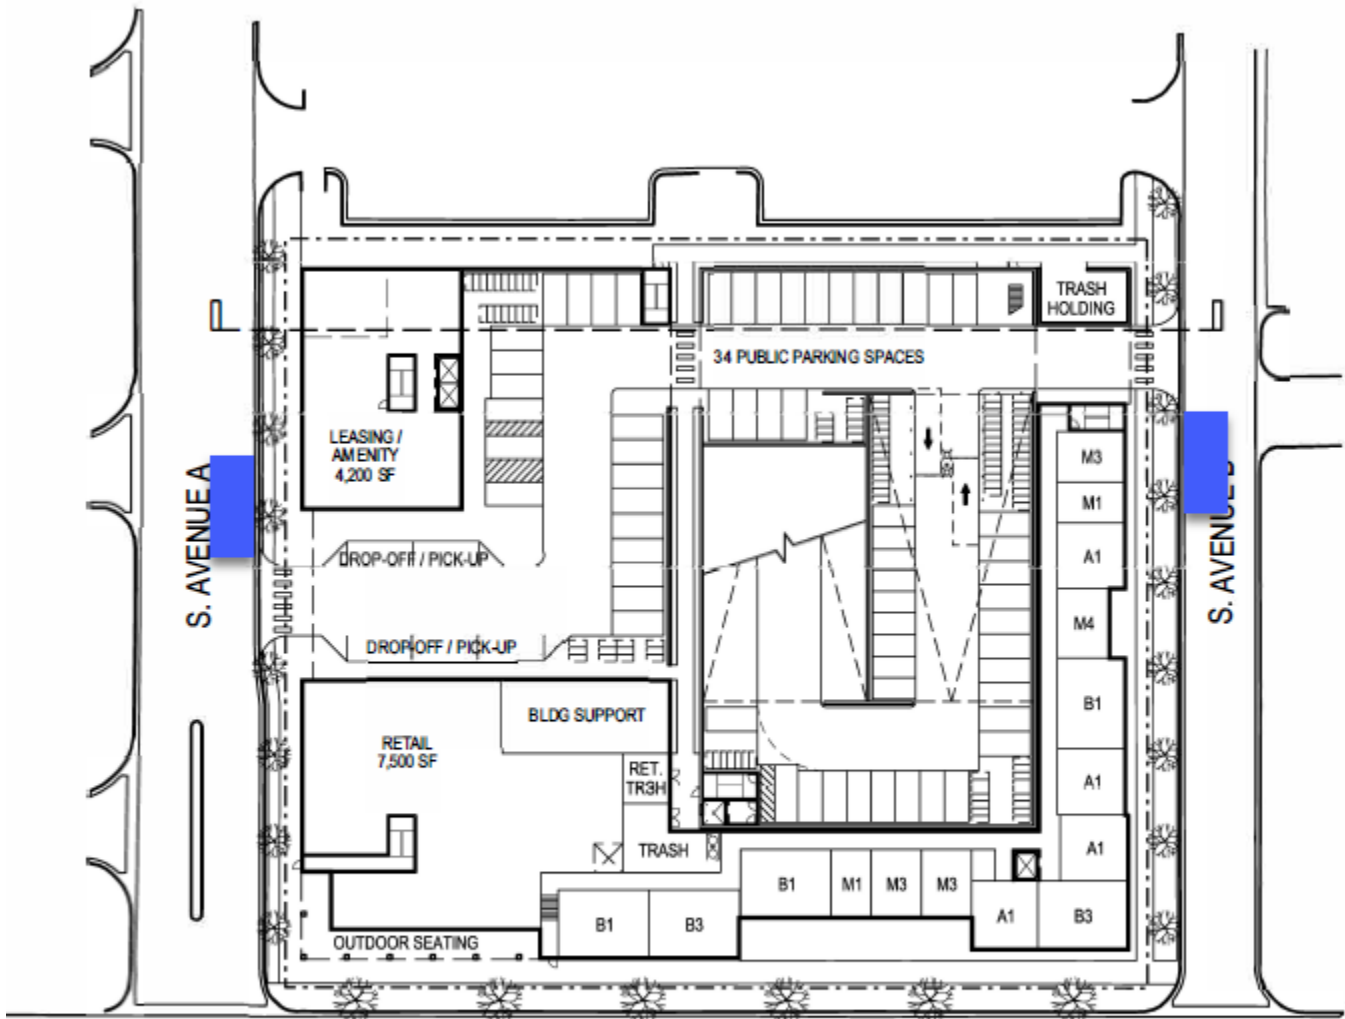 TRASH
HOLDING
34 PUBLIC PARKING SPACES
LEASING /
AMENITY
4,200 SF
M3
M1
A1
M4
B1
A1
A1
B3
S. AVENUE A
S. AVENUE
DROP-OFF / PICK-UP
DROP-OFF / PICK-UP
BLDG SUPPORT
RETAIL
7,500 SF
RET.
TR3H
TRASH
B1
M1
M3
M3
A1
B1
B3
OUTDOOR SEATING